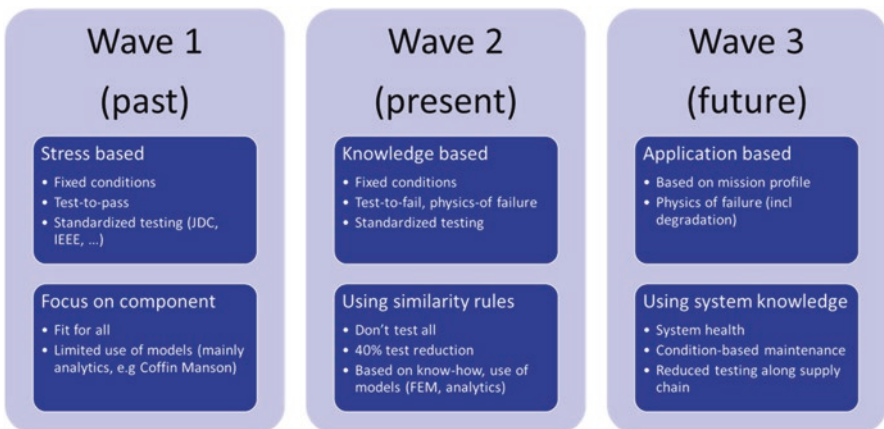 Wave 1
(past)
Stress based
• Fixed conditions
• Test-to-pass
• Standardized testing (JDC,
IEEE, ...)
Focus on component
• Fit for all
• Limited use of models (mainly
analytics, e.g Coffin Manson)
Wave 2
(present)
Knowledge based
• Fixed conditions
• Test-to-fail, physics-of failure
• Standardized testing
Using similarity rules
• Don't test all
• 40% test reduction
• Based on know-how, use of
models (FEM, analytics)
Wave 3
(future)
Application based
• Based on mission profile
• Physics of failure (incl
degradation)
Using system knowledge
• System health
• Condition-based maintenance
• Reduced testing along supply
chain